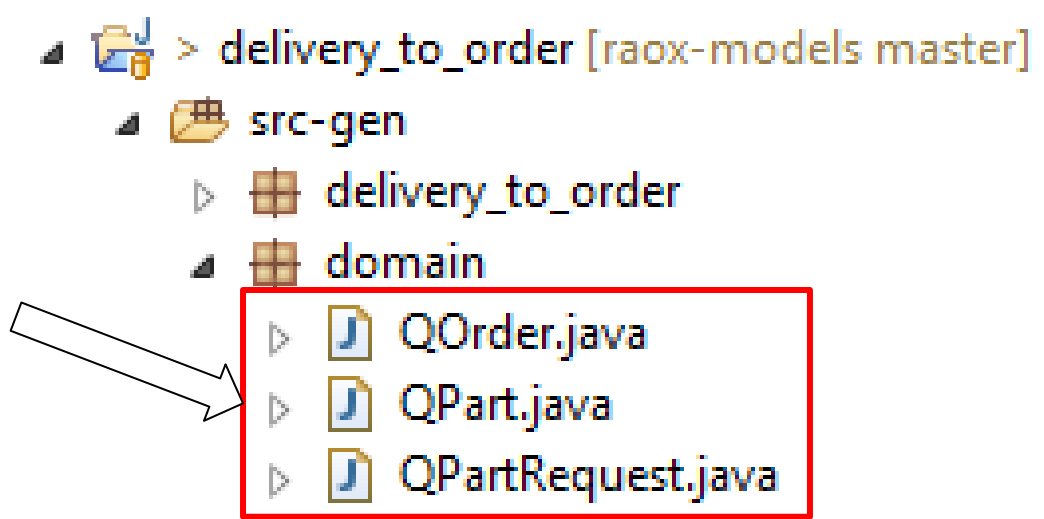 > delivery_to_order [raox-models master]
src-gen
delivery_to_order
domain
QOrder.java
QPart.java
QPartRequest.java